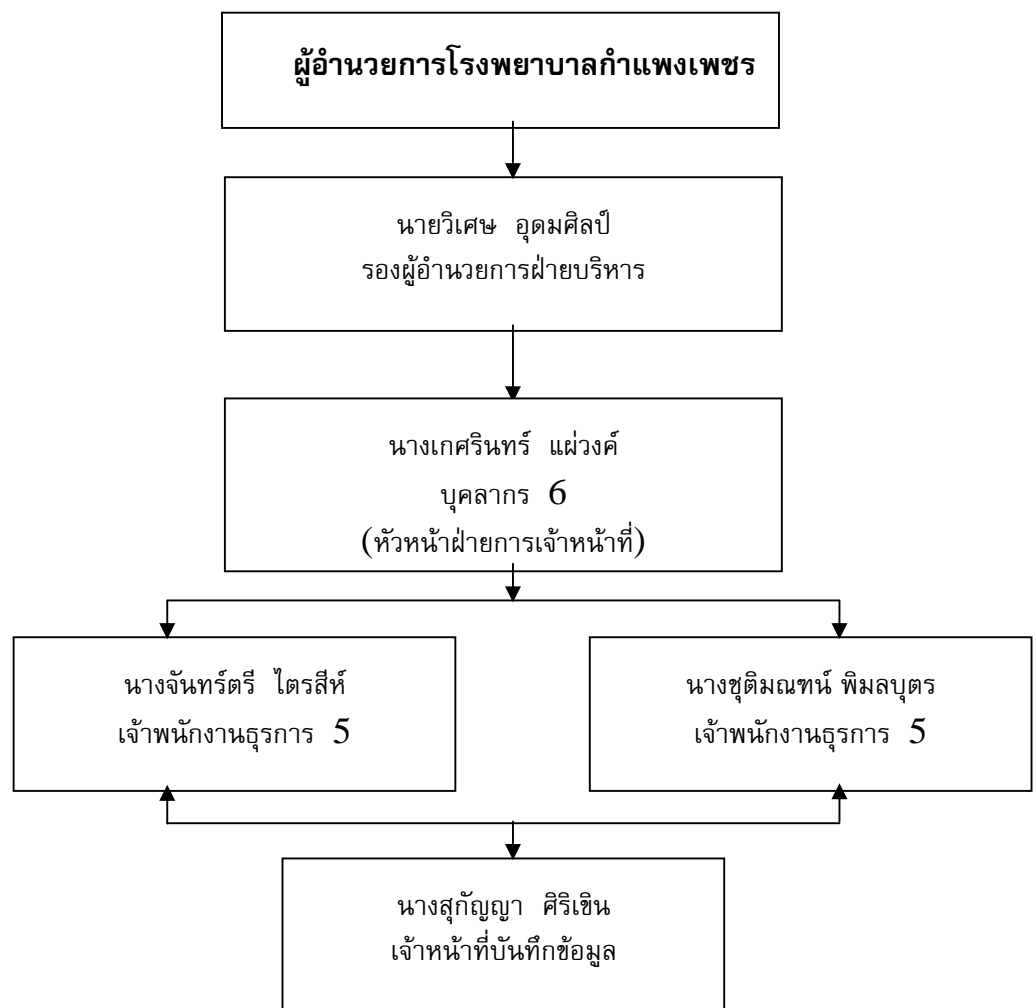 ผู้อำนวยการโรงพยาบาลกำแพงเพชร
นายวิเศษ อุดมศิลป์
รองผู้อำนวยการฝ่ายบริหาร
นางเกศรินทร์ แผ่วงค์
บุคลากร 6
(หัวหน้าฝ่ายการเจ้าหน้าที่)
นางจันทร์ตรี ไตรสีห์
เจ้าพนักงานธุรการ 5
นางชุติมณฑน์ พิมลบุตร
เจ้าพนักงานธุรการ 5
นางสุกัญญา ศิริเขิน
เจ้าหน้าที่บันทึกข้อมูล